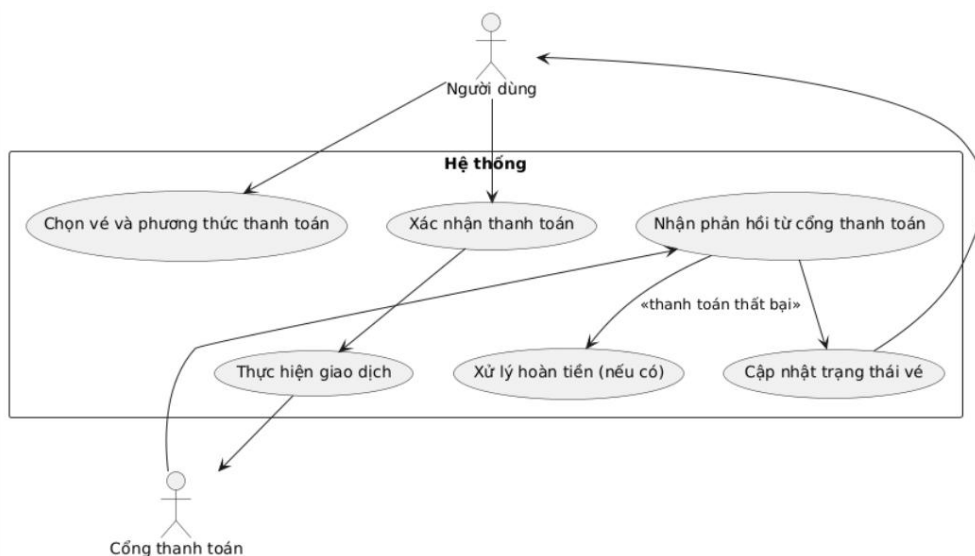 Người dùng
Hệ thống
Chọn vé và phương thức thanh toán
Xác nhận thanh toán
Nhận phản hồi từ cổng thanh toán
«thanh toán thất bại»
Thực hiện giao dịch
Xử lý hoàn tiền (nếu có)
Cập nhật trạng thái vé
Cổng thanh toán